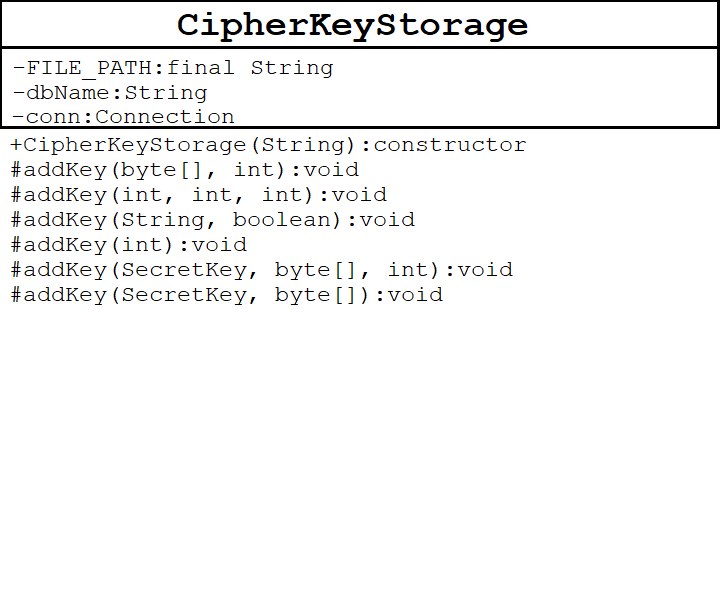 CipherKeyStorage
-FILE_PATH:final String
-dbName:String
-conn:Connection
+CipherKeyStorage(String):constructor
#addKey(byte[], int):void
#addKey(int, int, int):void
#addKey(String, boolean):void
#addKey(int):void
#addKey(SecretKey, byte[], int):void
#addKey(SecretKey, byte[]):void